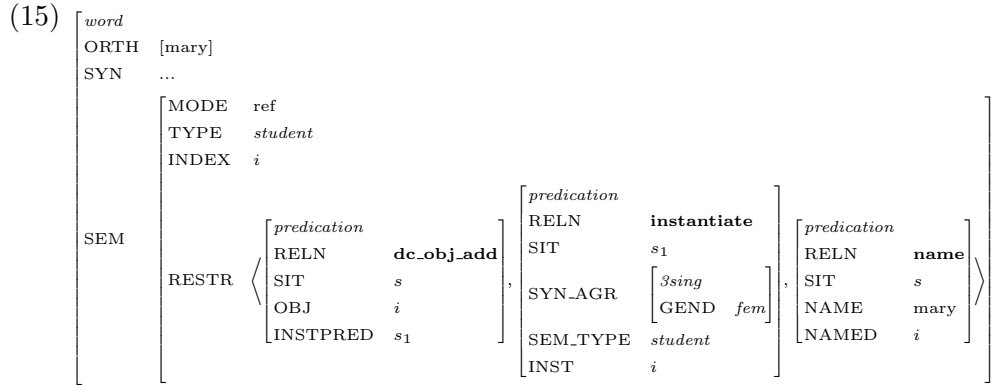 (15)
word
ORTH [mary]
SYN ...
SEM
MODE ref
TYPE student
INDEX i
RESTR ⟨
predication
RELN dc_obj_add
SIT s
OBJ i
INSTPRED s₁
,
predication
RELN instantiate
SIT s₁
SYN_AGR
3sing
GEND fem
SEM_TYPE student
INST i
,
predication
RELN name
SIT s
NAME mary
NAMED i
⟩